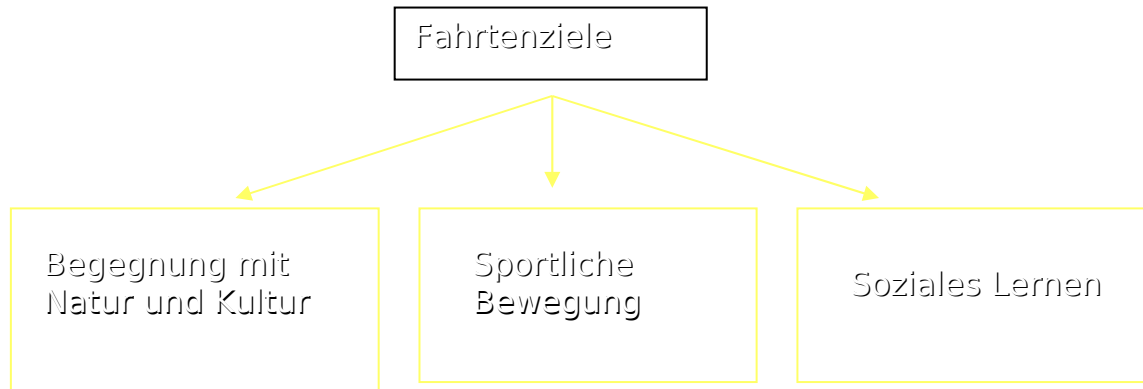 Fahrtenziele
Begegnung mit
Natur und Kultur
Sportliche
Bewegung
Soziales Lernen